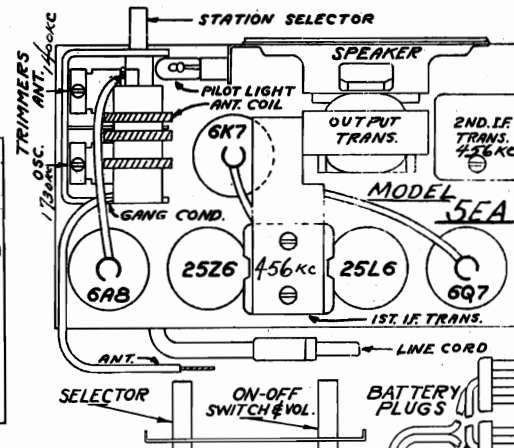 STATION SELECTOR
TRIMMERS
ANT. 1400KC
OSC. 1730KC
PILOT LIGHT
ANT. COIL
SPEAKER
6K7
OUTPUT
TRANS.
2ND. I.F.
TRANS.
456KC
MODEL
5EA
GANG COND.
6A8
25Z6
456KC
25L6
6Q7
1ST. I.F. TRANS.
ANT.
LINE CORD
SELECTOR
ON-OFF
SWITCH & VOL.
BATTERY
PLUGS